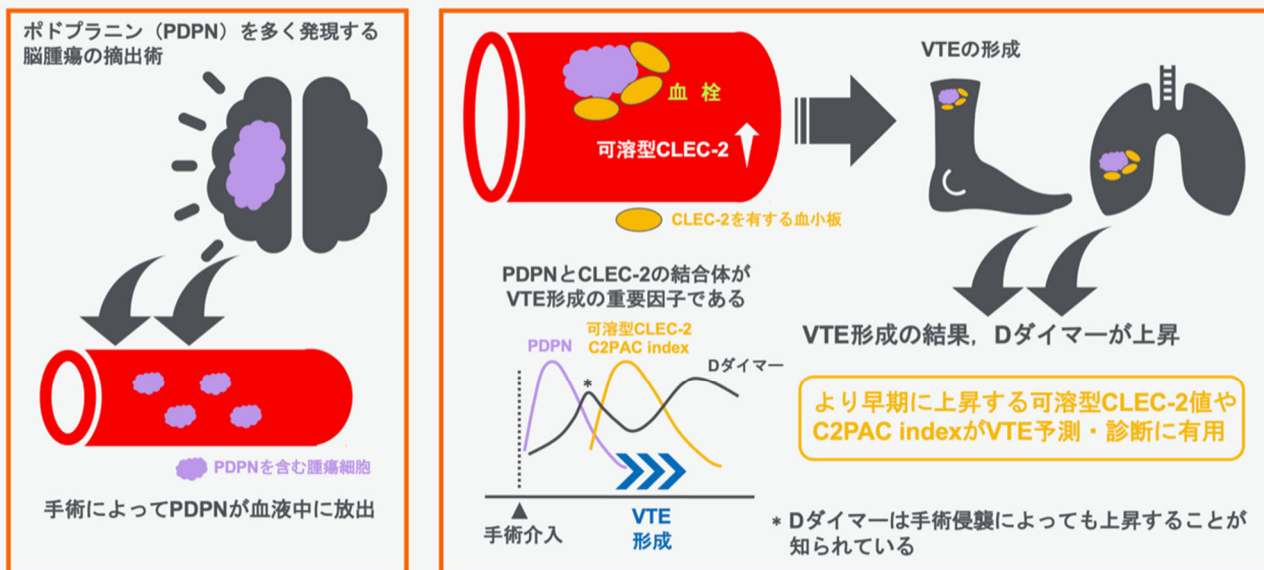 ポドプラニン（PDPN）を多く発現する
脳腫瘍の摘出術
PDPNを含む腫瘍細胞
手術によってPDPNが血液中に放出
血 栓
可溶型CLEC-2
CLEC-2を有する血小板
VTEの形成
PDPNとCLEC-2の結合体が
VTE形成の重要因子である
可溶型CLEC-2
C2PAC index
PDPN
Dダイマー
*
手術介入
VTE
形成
VTE形成の結果，Dダイマーが上昇
より早期に上昇する可溶型CLEC-2値や
C2PAC indexがVTE予測・診断に有用
* Dダイマーは手術侵襲によっても上昇することが
知られている